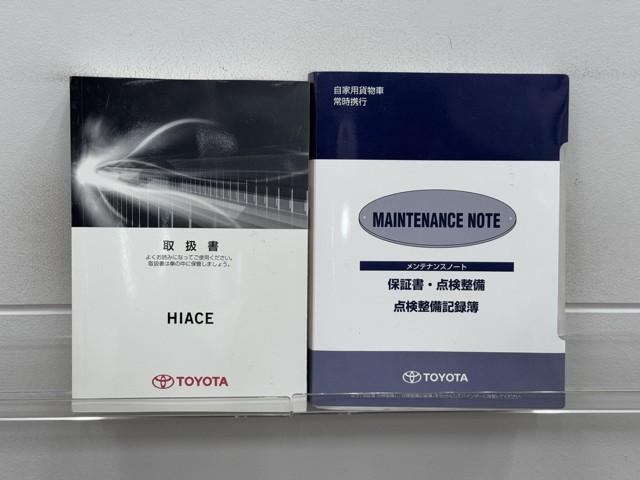 取扱書
よくお読みになってご使用ください。
取扱書は車の中に保管しましょう。
HIACE
TOYOTA
自家用貨物車
常時携行
MAINTENANCE NOTE
メンテナンスノート
保証書・点検整備
点検整備記録簿
TOYOTA